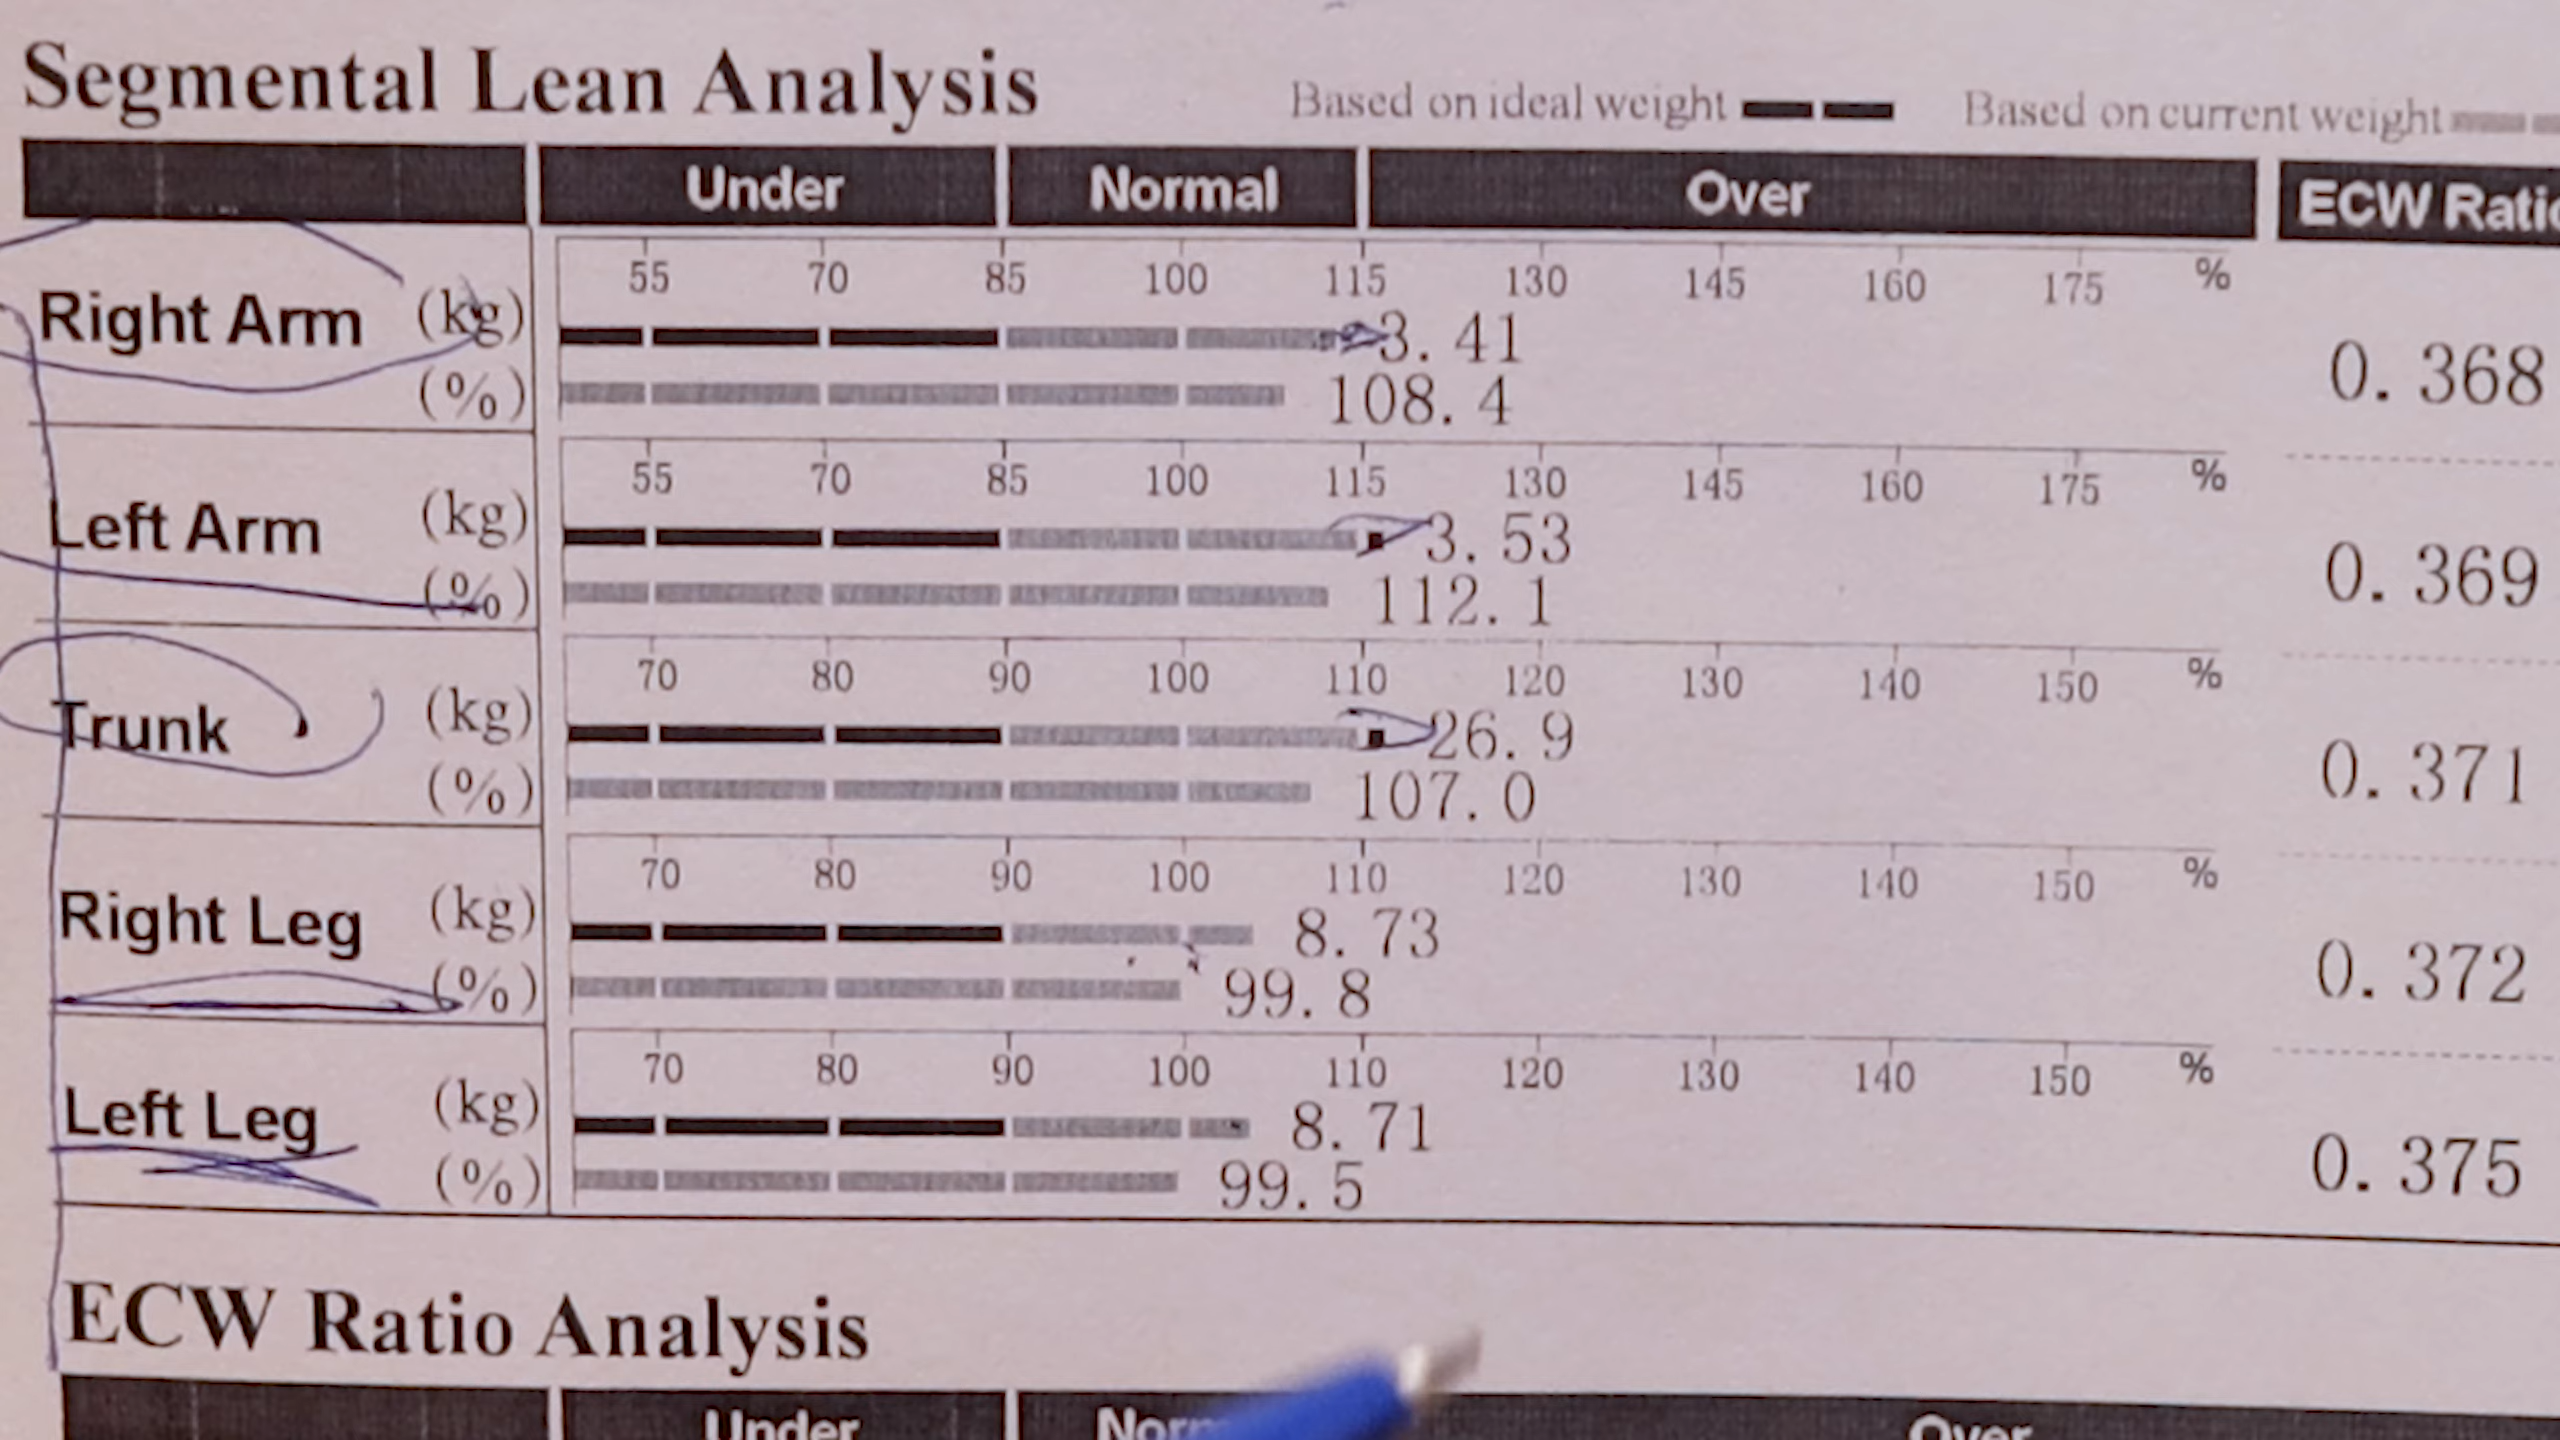 Segmental Lean Analysis
Based on ideal weight Based on current weight
Under Normal Over ECW Ratio
55 70 85 100 115 130 145 160 175 %
Right Arm (kg) 3.41
(%) 108.4
0.368
55 70 85 100 115 130 145 160 175 %
Left Arm (kg) 3.53
(%) 112.1
0.369
70 80 90 100 110 120 130 140 150 %
Trunk (kg) 26.9
(%) 107.0
0.371
70 80 90 100 110 120 130 140 150 %
Right Leg (kg) 8.73
(%) 99.8
0.372
70 80 90 100 110 120 130 140 150 %
Left Leg (kg) 8.71
(%) 99.5
0.375
ECW Ratio Analysis
Under Nor Over